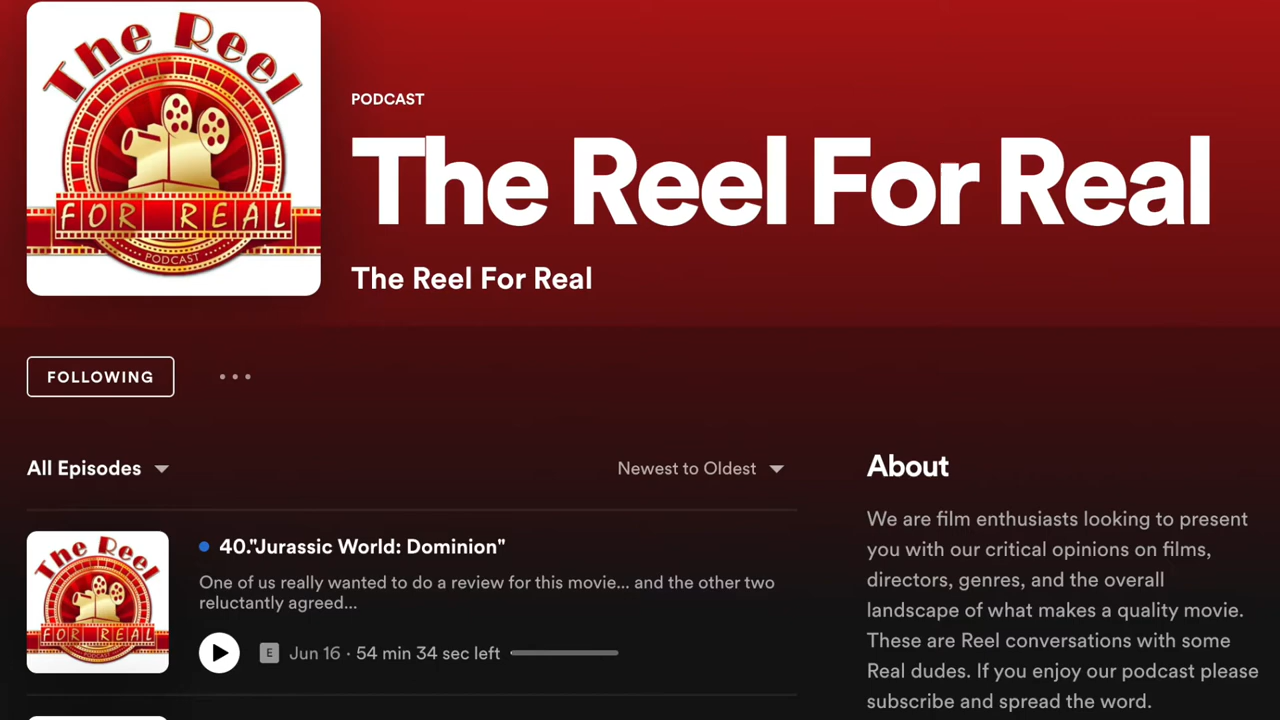 The Reel
FOR REAL
PODCAST
PODCAST
The Reel For Real
The Reel For Real
FOLLOWING
All Episodes
Newest to Oldest
The Reel
FOR REAL
PODCAST
40."Jurassic World: Dominion"
One of us really wanted to do a review for this movie... and the other two
reluctantly agreed...
E Jun 16 · 54 min 34 sec left
About
We are film enthusiasts looking to present
you with our critical opinions on films,
directors, genres, and the overall
landscape of what makes a quality movie.
These are Reel conversations with some
Real dudes. If you enjoy our podcast please
subscribe and spread the word.